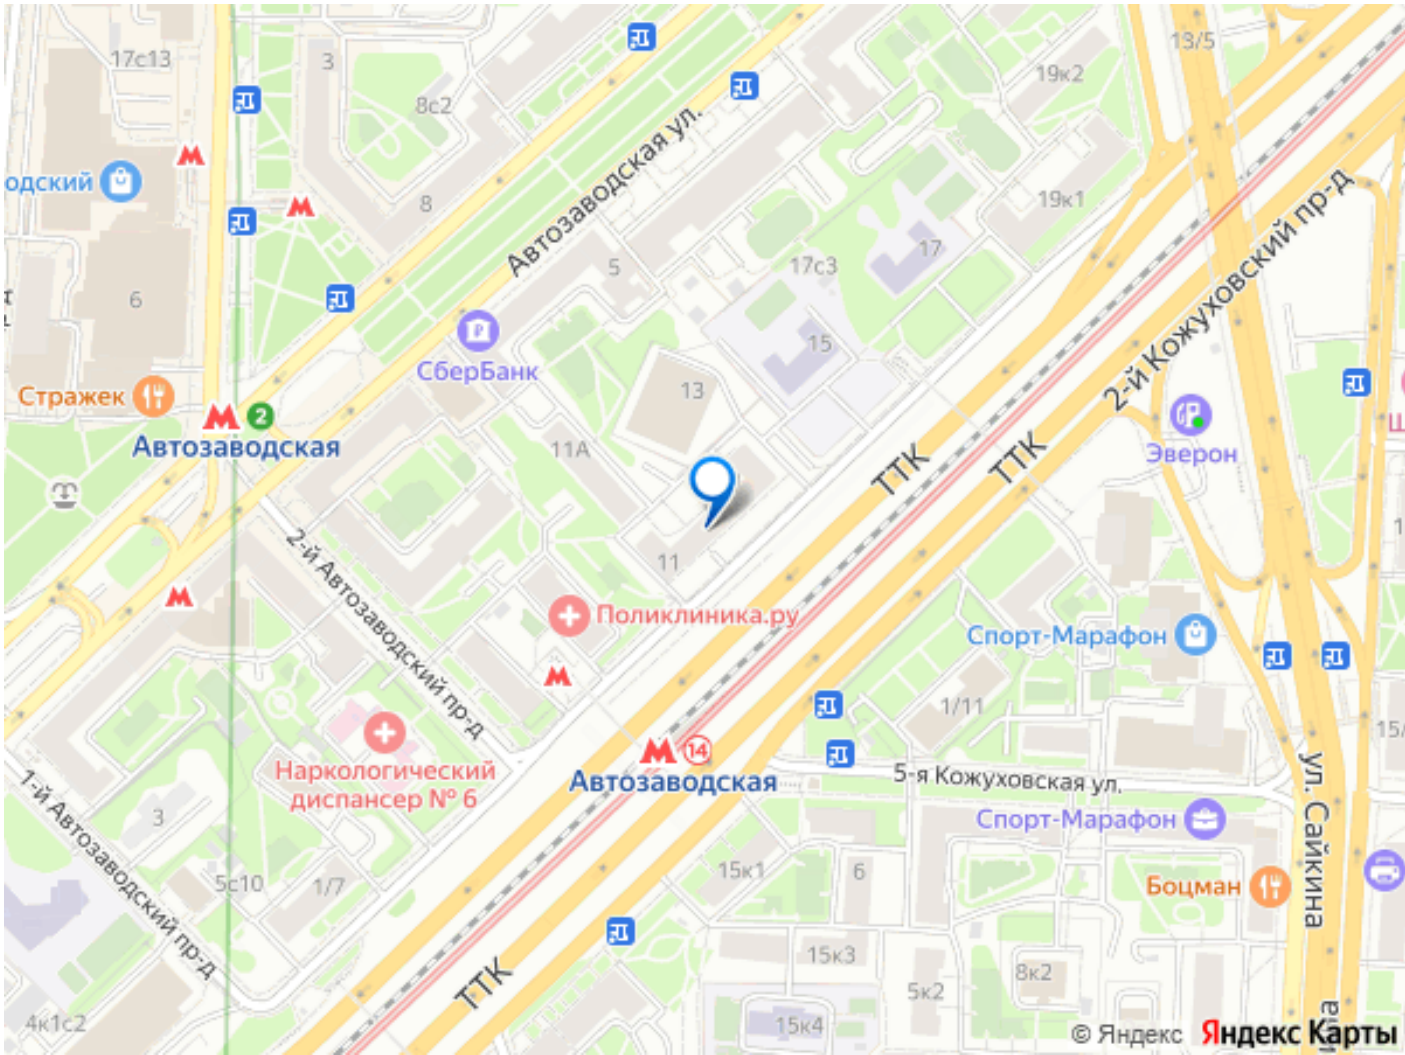 13/5
17с13
3
19к2
8с2
Автозаводская ул.
одский
8
19к1
2-й Кожуховский пр-д
17
5
17с3
6
15
СберБанк
13
Стражек
2
Автозаводская
11А
Эверон
ТТК
ТТК
11
2-й Автозаводский пр-д
Поликлиника.ру
Спорт-Марафон
1/11
15/
14
Автозаводская
Наркологический
диспансер № 6
5-я Кожуховская ул.
ул. Сайкина
1-й Автозаводский пр-д
3
Спорт-Марафон
15к1
6
5с10
1/7
Боцман
15к3
ТТК
8к2
5к2
4к1с2
15к4
© Яндекс Яндекс Карты